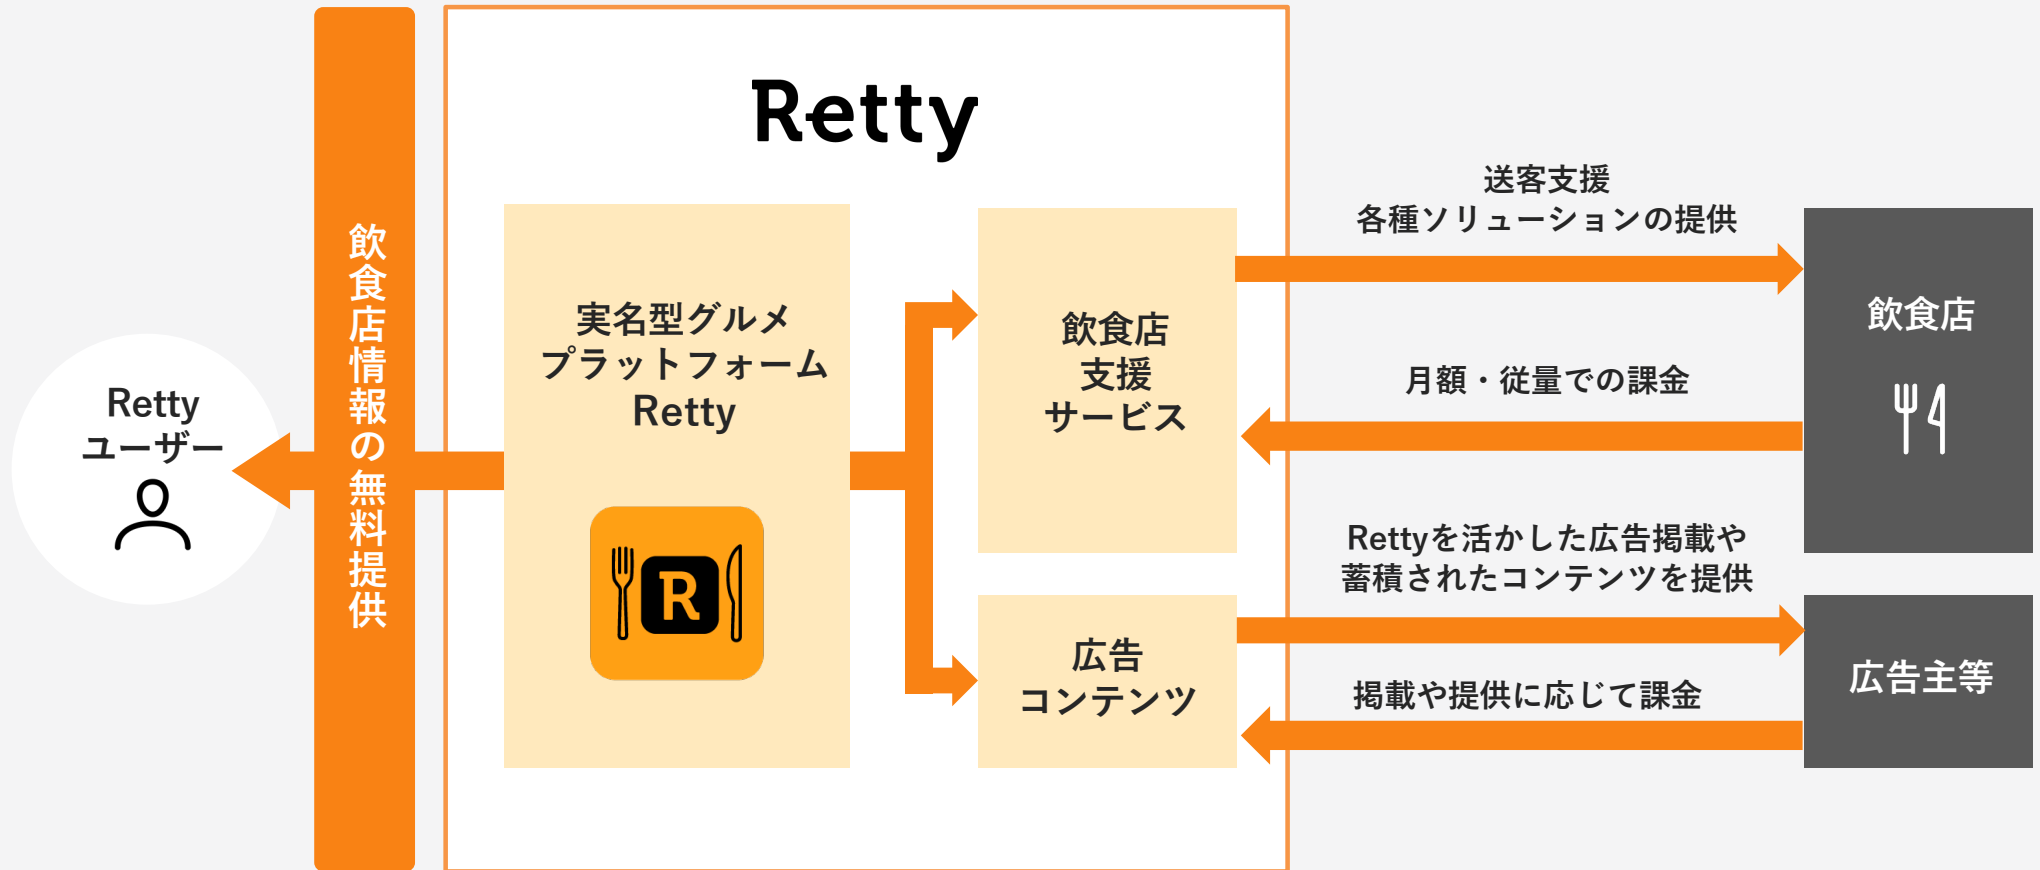 Retty
Retty
ユーザー
飲食店情報の無料提供
実名型グルメ
プラットフォーム
Retty
R
飲食店
支援
サービス
広告
コンテンツ
送客支援
各種ソリューションの提供
月額・従量での課金
Rettyを活かした広告掲載や
蓄積されたコンテンツを提供
掲載や提供に応じて課金
飲食店
広告主等